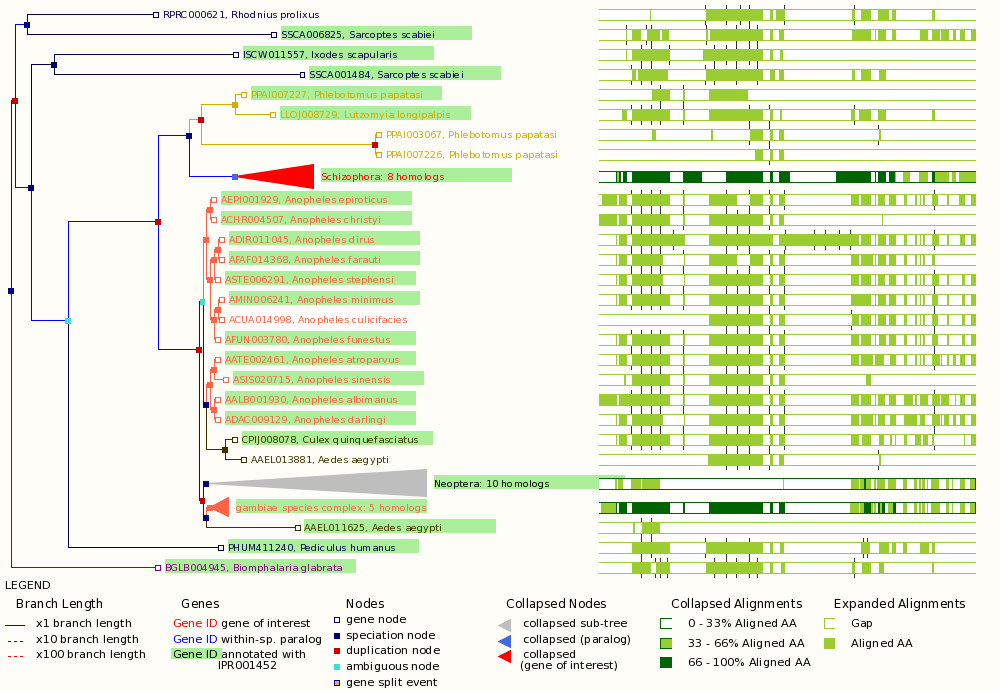 RPRC000621, Rhodnius prolixus
SSCA006825, Sarcoptes scabiei
ISCW011557, Ixodes scapularis
SSCA001484, Sarcoptes scabiei
PPAI007227, Phlebotomus papatasi
LLOJ008729, Lutzomyia longipalpis
PPAI003067, Phlebotomus papatasi
PPAI007226, Phlebotomus papatasi
Schizophora: 8 homologs
AEPI001929, Anopheles epiroticus
ACHR004507, Anopheles christyi
ADIR011045, Anopheles dirus
AFAF014368, Anopheles farauti
ASTE006291, Anopheles stephensi
AMIN006241, Anopheles minimus
ACUA014998, Anopheles culicifacies
AFUN003780, Anopheles funestus
AATE002461, Anopheles atroparvus
ASIS020715, Anopheles sinensis
AALB001930, Anopheles albimanus
ADAC009129, Anopheles darlingi
CPIJ008078, Culex quinquefasciatus
AAEL013881, Aedes aegypti
Neoptera: 10 homologs
gambiae species complex: 5 homologs
AAEL011625, Aedes aegypti
PHUM411240, Pediculus humanus
BGLB004945, Biomphalaria glabrata
LEGEND
Branch Length
x1 branch length
x10 branch length
x100 branch length
Genes
Gene ID gene of interest
Gene ID within-sp. paralog
Gene ID annotated with
IPR001452
Nodes
gene node
speciation node
duplication node
ambiguous node
gene split event
Collapsed Nodes
collapsed sub-tree
collapsed (paralog)
collapsed
(gene of interest)
Collapsed Alignments
0 - 33% Aligned AA
33 - 66% Aligned AA
66 - 100% Aligned AA
Expanded Alignments
Gap
Aligned AA